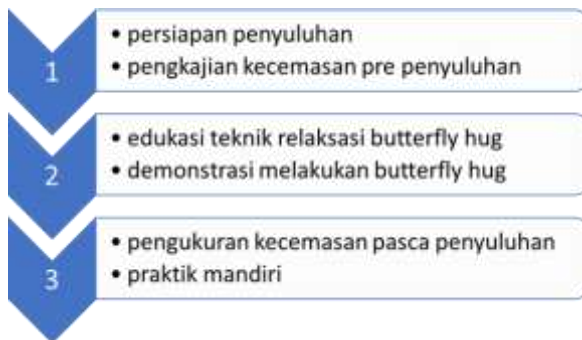 1
• persiapan penyuluhan
• pengkajian kecemasan pre penyuluhan
2
• edukasi teknik relaksasi butterfly hug
• demonstrasi melakukan butterfly hug
3
• pengukuran kecemasan pasca penyuluhan
• praktik mandiri